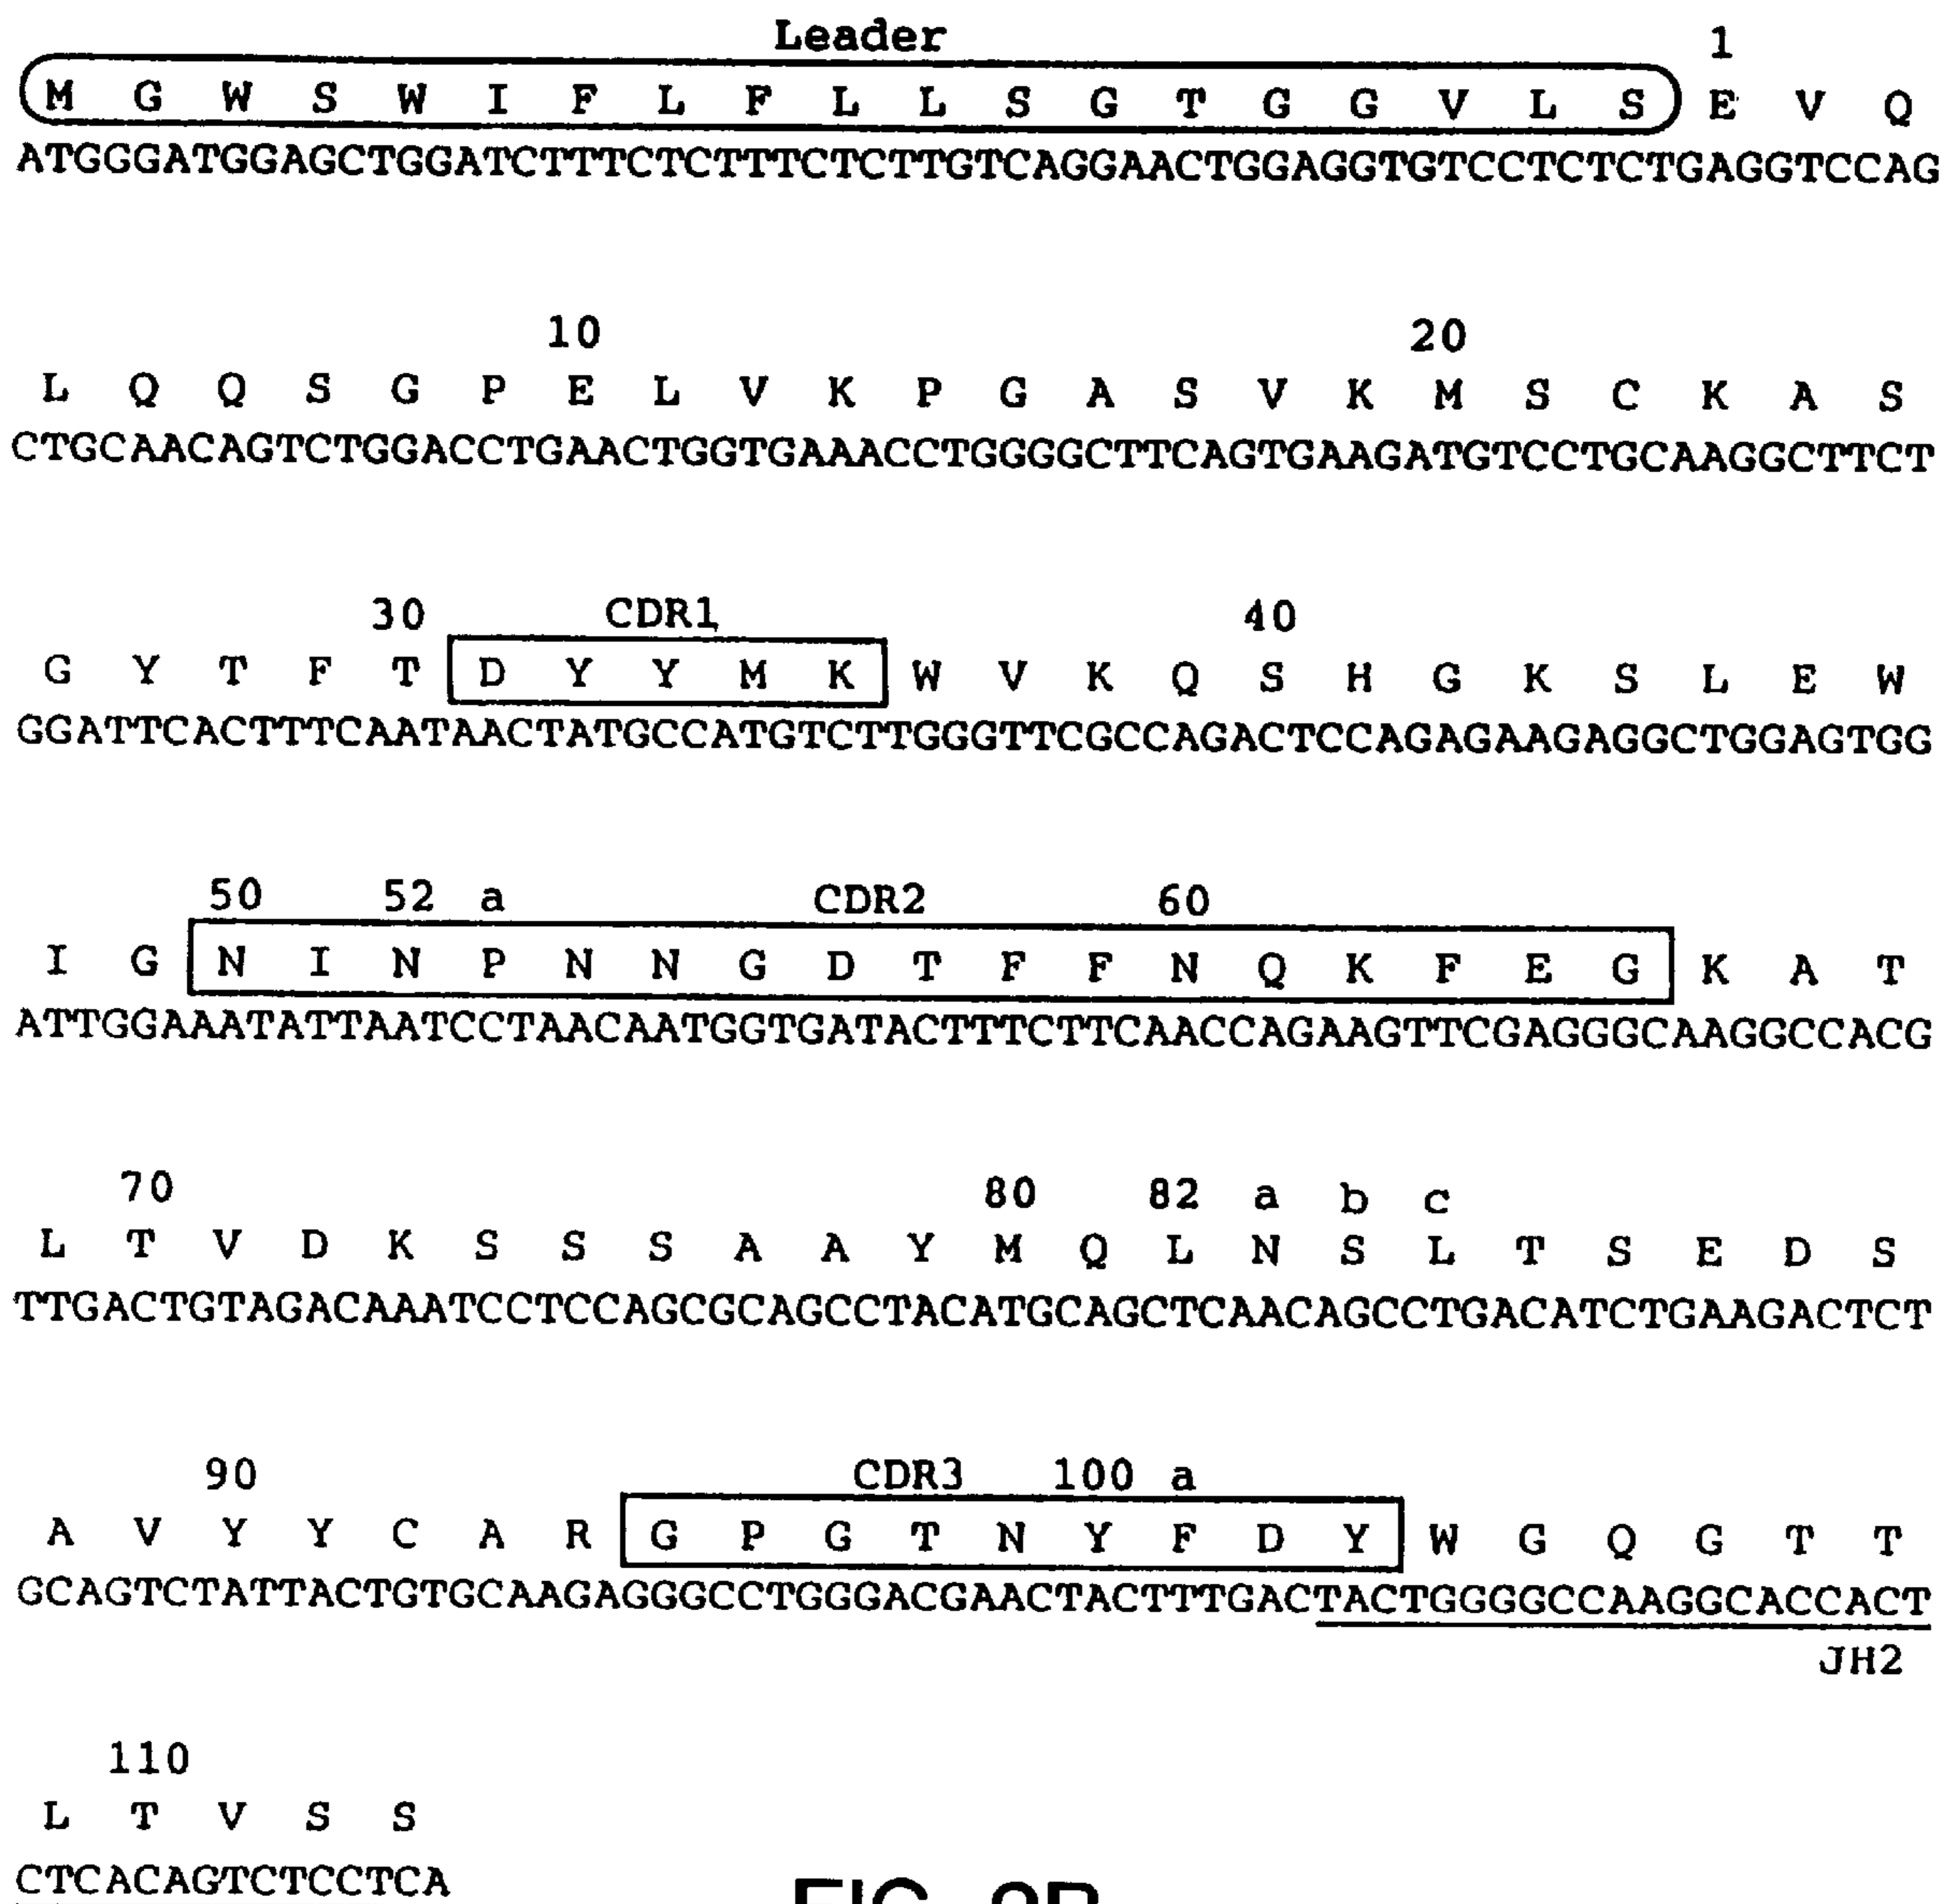 Leader 1
M G W S W I F L F L L S G T G G V L S E V Q
ATGGGATGGAGCTGGATCTTTCTCTTTCTCTTGTCAGGAACTGGAGGTGTCCTCTCTGAGGTCCAG
10 20
L Q Q S G P E L V K P G A S V K M S C K A S
CTGCAACAGTCTGGACCTGAACTGGTGAAACCTGGGGCTTCAGTGAAGATGTCCTGCAAGGCTTCT
30 CDR1 40
G Y T F T D Y Y M K W V K Q S H G K S L E W
GGATTCACTTTCAATAACTATGCCATGTCTTGGGTTCGCCAGACTCCAGAGAAGAGGCTGGAGTGG
50 52 a CDR2 60
I G N I N P N N G D T F F N Q K F E G K A T
ATTGGAAATATTAATCCTAACAATGGTGATACTTTCTTCAACCAGAAGTTCGAGGGCAAGGCCACG
70 80 82 a b c
L T V D K S S S A A Y M Q L N S L T S E D S
TTGACTGTAGACAAATCCTCCAGCGCAGCCTACATGCAGCTCAACAGCCTGACATCTGAAGACTCT
90 CDR3 100 a
A V Y Y C A R G P G T N Y F D Y W G Q G T T
GCAGTCTATTACTGTGCAAGAGGGCCTGGGACGAACTACTTTGACTACTGGGGCCAAGGCACCACT
JH2
110
L T V S S
CTCACAGTCTCCTCA